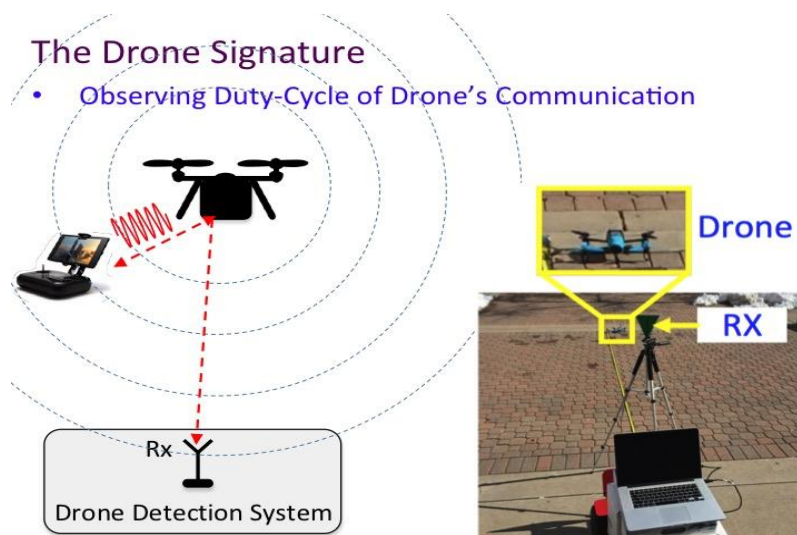 The Drone Signature
• Observing Duty-Cycle of Drone's Communication
Drone
RX
Rx
Drone Detection System